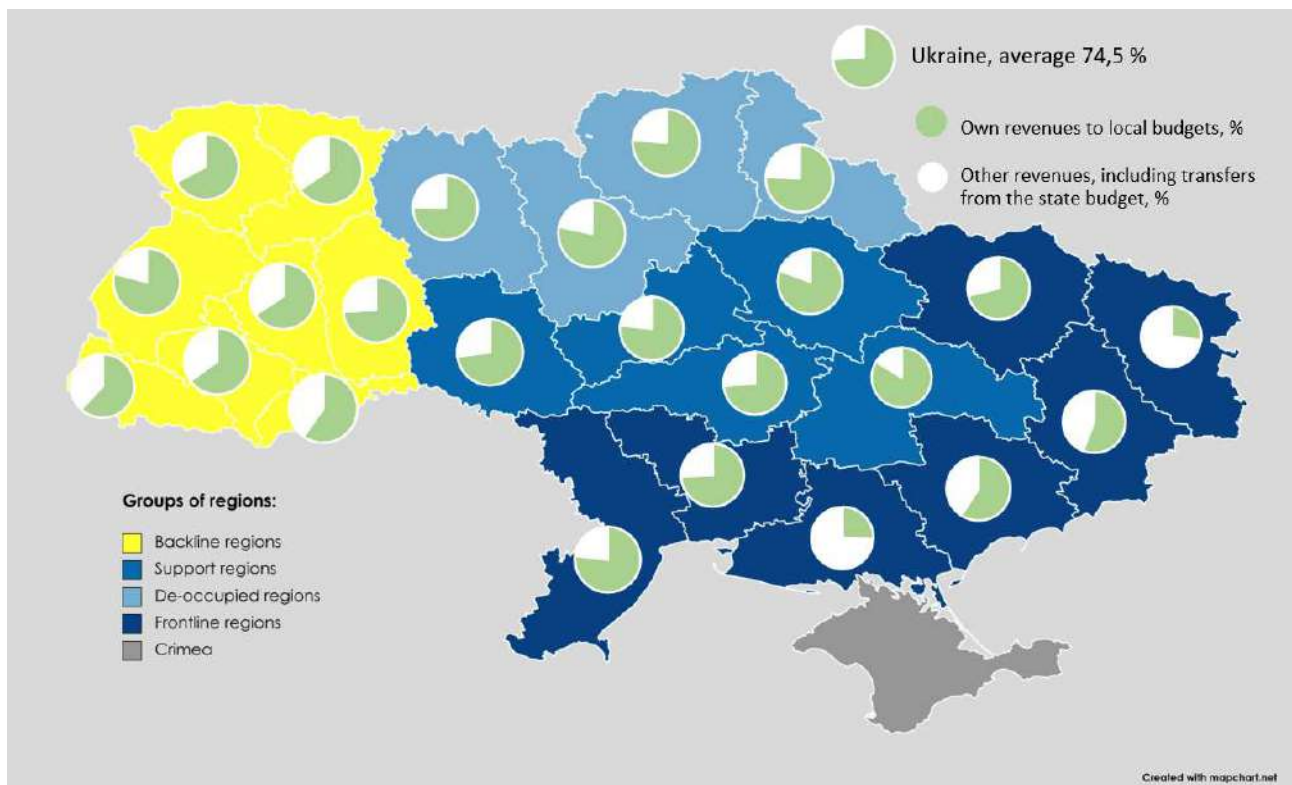 Ukraine, average 74,5 %
Own revenues to local budgets, %
Other revenues, including transfers
from the state budget, %
Groups of regions:
Backline regions
Support regions
De-occupied regions
Frontline regions
Crimea
Created with mapchart.net